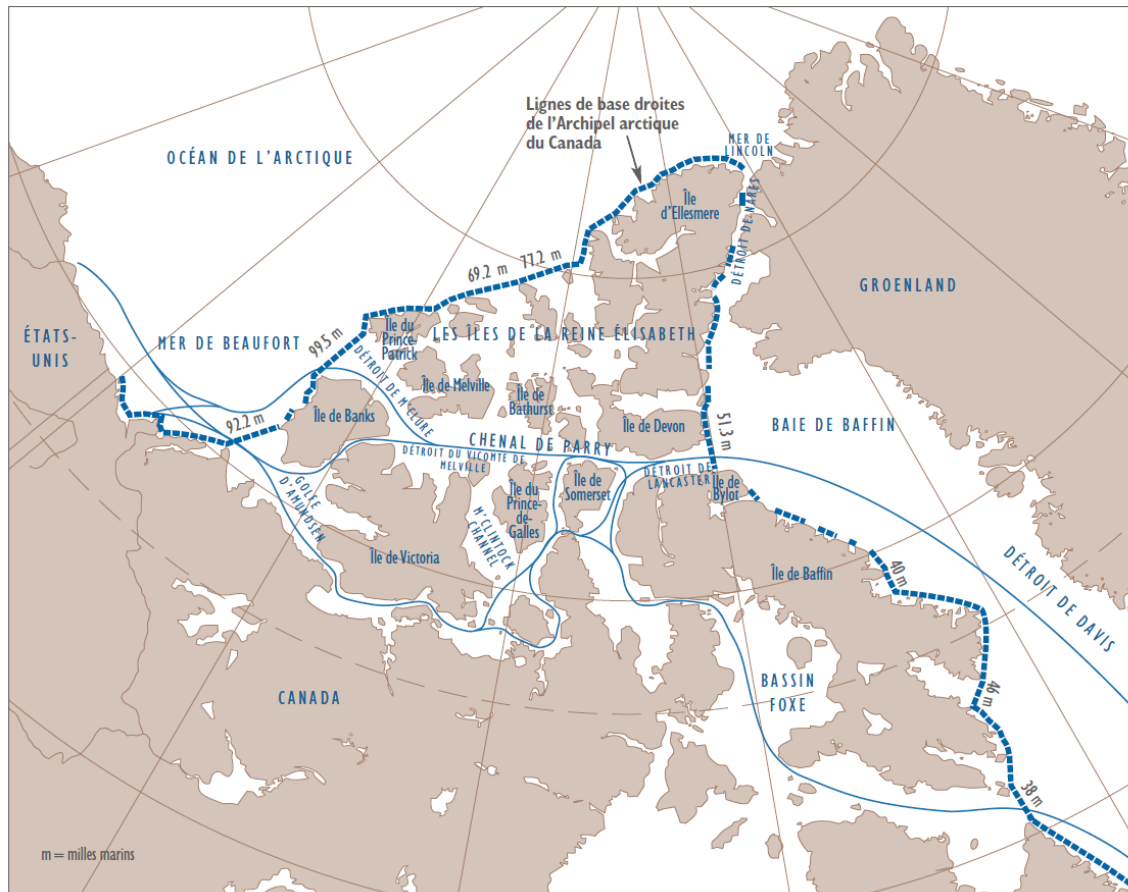 Lignes de base droites
de l'Archipel arctique
du Canada
MER DE
LINCOLN
OCÉAN DE L'ARCTIQUE
Île
d'Ellesmere
DÉTROIT DE NARES
69.2 m
77.2 m
GROENLAND
ÉTATS-
UNIS
MER DE BEAUFORT
99.5 m
Île du
Prince-
Patrick
LES ÎLES DE LA REINE ÉLISABETH
DÉTROIT DE M'CLURE
Île de Melville
Île de
Bathurst
Île de Banks
92.2 m
Île de Devon
51.3 m
BAIE DE BAFFIN
CHENAL DE PARRY
DÉTROIT DU VICOMTE DE
MELVILLE
DÉTROIT DE
LANCASTER
GOLFE
D'AMUNDSEN
Île du
Prince-
de-
Galles
Île de
Somerset
Île de
Bylot
M'CLINTOCK
CHANNEL
Île de Victoria
Île de Baffin
40 m
DÉTROIT DE DAVIS
CANADA
BASSIN
FOXE
46 m
38 m
m = milles marins